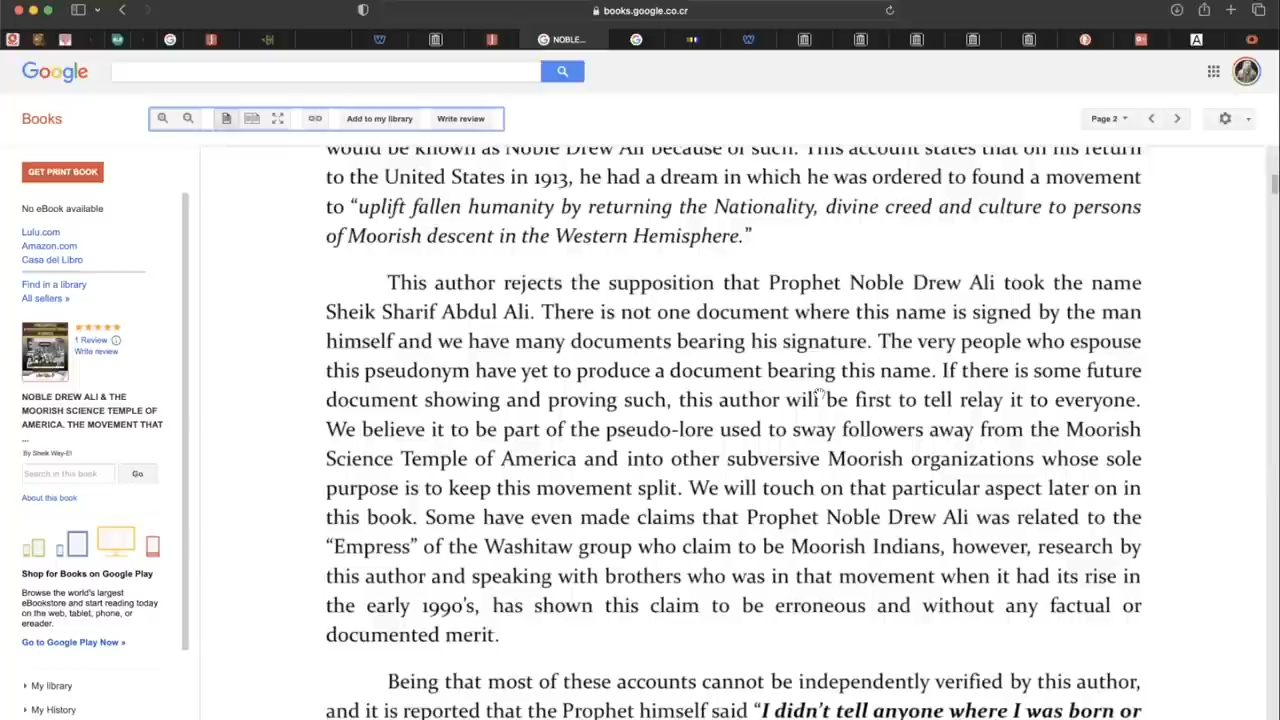 books.google.co.cr
NOBLE...
Google
Books
Add to my library
Write review
Page 2
GET PRINT BOOK
No eBook available
Lulu.com
Amazon.com
Casa del Libro
Find in a library
All sellers »
1 Review
Write review
NOBLE DREW ALI & THE
MOORISH SCIENCE TEMPLE OF
AMERICA. THE MOVEMENT THAT
...
By Sheik Way-El
Search in this book
Go
About this book
Shop for Books on Google Play
Browse the world's largest
eBookstore and start reading today
on the web, tablet, phone, or
ereader.
Go to Google Play Now »
My library
My History
would be known as Noble Drew Ali because of such. This account states that on his return
to the United States in 1913, he had a dream in which he was ordered to found a movement
to “uplift fallen humanity by returning the Nationality, divine creed and culture to persons
of Moorish descent in the Western Hemisphere.”
This author rejects the supposition that Prophet Noble Drew Ali took the name
Sheik Sharif Abdul Ali. There is not one document where this name is signed by the man
himself and we have many documents bearing his signature. The very people who espouse
this pseudonym have yet to produce a document bearing this name. If there is some future
document showing and proving such, this author will be first to tell relay it to everyone.
We believe it to be part of the pseudo-lore used to sway followers away from the Moorish
Science Temple of America and into other subversive Moorish organizations whose sole
purpose is to keep this movement split. We will touch on that particular aspect later on in
this book. Some have even made claims that Prophet Noble Drew Ali was related to the
“Empress” of the Washitaw group who claim to be Moorish Indians, however, research by
this author and speaking with brothers who was in that movement when it had its rise in
the early 1990’s, has shown this claim to be erroneous and without any factual or
documented merit.
Being that most of these accounts cannot be independently verified by this author,
and it is reported that the Prophet himself said “I didn’t tell anyone where I was born or